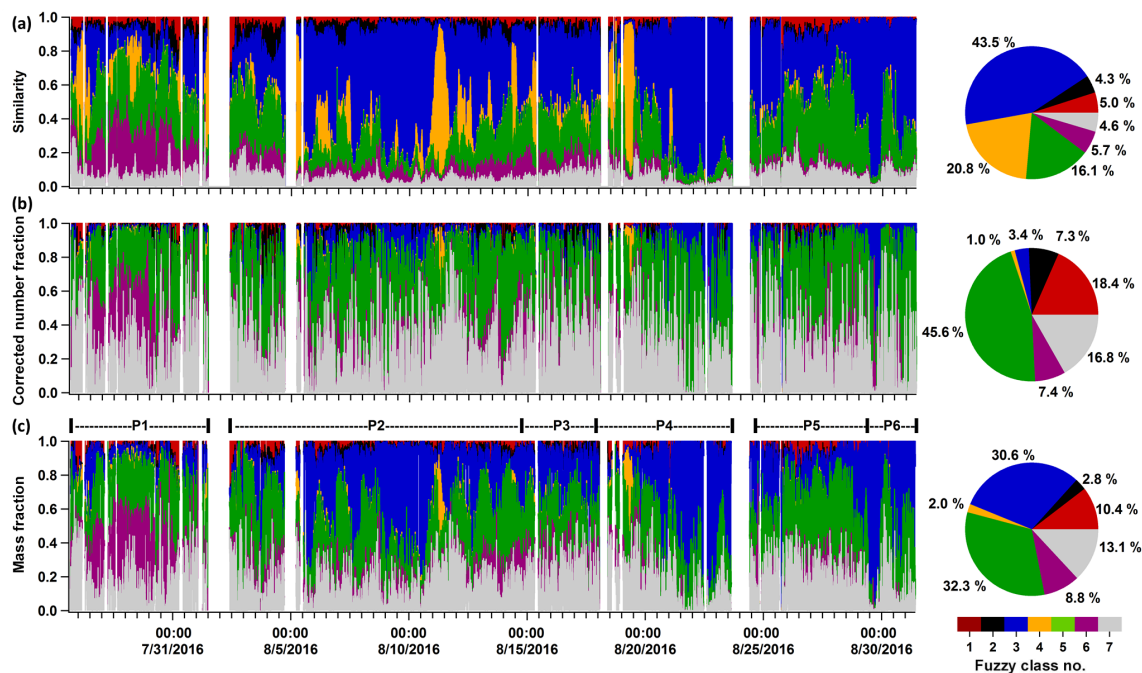 (a)
1.0
0.8
0.6
0.4
0.2
0.0
Similarity
43.5 %
4.3 %
5.0 %
4.6 %
5.7 %
16.1 %
20.8 %
(b)
1.0
0.8
0.6
0.4
0.2
0.0
Corrected number fraction
1.0 %
3.4 %
7.3 %
18.4 %
16.8 %
7.4 %
45.6 %
(c)
P1
P2
P3
P4
P5
P6
1.0
0.8
0.6
0.4
0.2
0.0
Mass fraction
30.6 %
2.8 %
10.4 %
13.1 %
8.8 %
32.3 %
2.0 %
00:00 00:00 00:00 00:00 00:00 00:00 00:00
7/31/2016 8/5/2016 8/10/2016 8/15/2016 8/20/2016 8/25/2016 8/30/2016
1 2 3 4 5 6 7
Fuzzy class no.